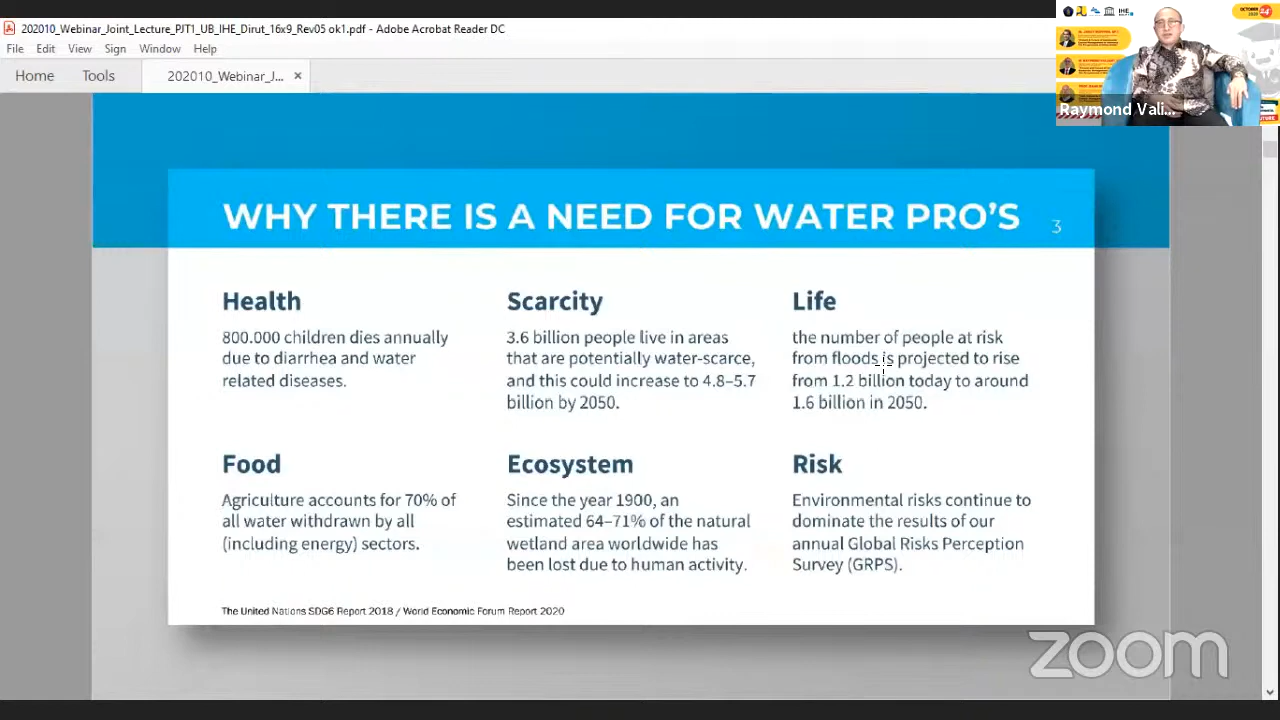 202010_Webinar_Joint_Lecture_PJT1_UB_IHE_Dirut_16x9_Rev05 ok1.pdf - Adobe Acrobat Reader DC
File Edit View Sign Window Help
Home Tools 202010_Webinar_J... ×
OCTOBER 24
IHE
Raymond Vali...
WHY THERE IS A NEED FOR WATER PRO'S
3
Health
800.000 children dies annually
due to diarrhea and water
related diseases.
Scarcity
3.6 billion people live in areas
that are potentially water-scarce,
and this could increase to 4.8–5.7
billion by 2050.
Life
the number of people at risk
from floods is projected to rise
from 1.2 billion today to around
1.6 billion in 2050.
Food
Agriculture accounts for 70% of
all water withdrawn by all
(including energy) sectors.
Ecosystem
Since the year 1900, an
estimated 64–71% of the natural
wetland area worldwide has
been lost due to human activity.
Risk
Environmental risks continue to
dominate the results of our
annual Global Risks Perception
Survey (GRPS).
The United Nations SDG6 Report 2018 / World Economic Forum Report 2020
zoom